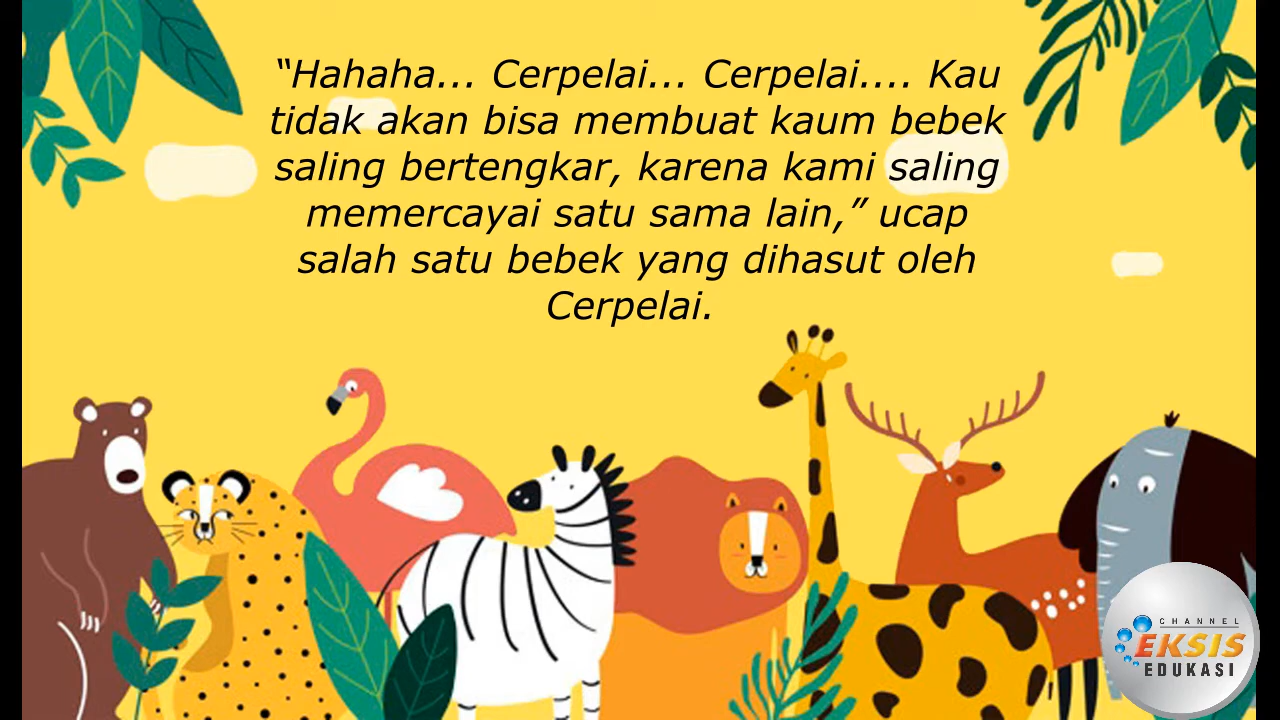 “Hahaha... Cerpelai... Cerpelai.... Kau
tidak akan bisa membuat kaum bebek
saling bertengkar, karena kami saling
memercayai satu sama lain,” ucap
salah satu bebek yang dihasut oleh
Cerpelai.
CHANNEL
EKSIS
EDUKASI